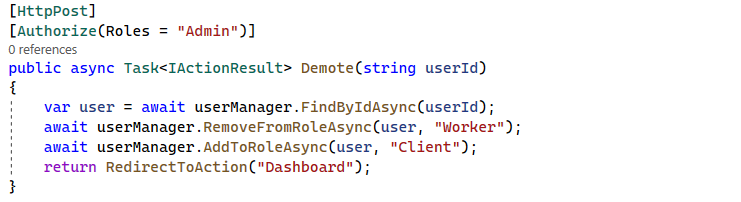 [HttpPost]
[Authorize(Roles = "Admin")]
0 references
public async Task<IActionResult> Demote(string userId)
{
    var user = await userManager.FindByIdAsync(userId);
    await userManager.RemoveFromRoleAsync(user, "Worker");
    await userManager.AddToRoleAsync(user, "Client");
    return RedirectToAction("Dashboard");
}